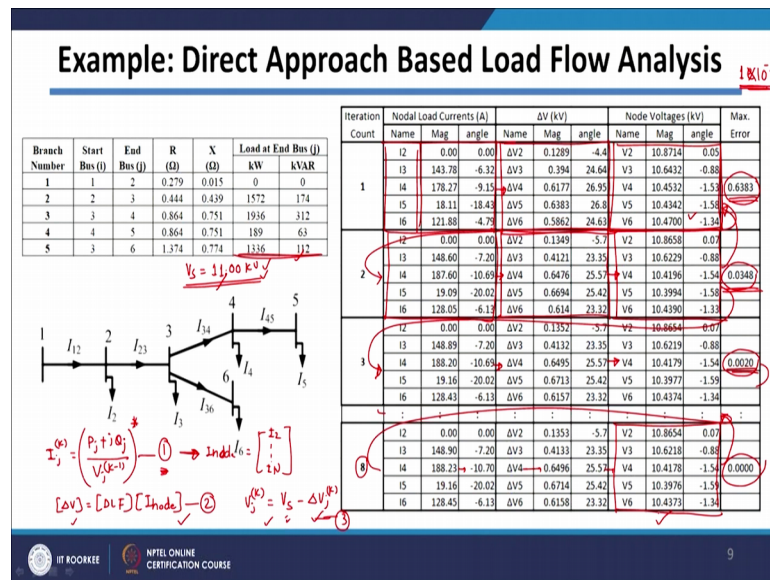 Example: Direct Approach Based Load Flow Analysis
Branch Number Start Bus (i) End Bus (j) R (Ω) X (Ω) Load at End Bus (j)
kW kVAR
1 1 2 0.279 0.015 0 0
2 2 3 0.444 0.439 1572 174
3 3 4 0.864 0.751 1936 312
4 4 5 0.864 0.751 189 63
5 3 6 1.374 0.774 1336 112
Vs = 11.00 kV
1 2 3 4 5 6
I12 I23 I34 I45 I36
I2 I3 I4 I5 I6
Ij(k) = (Pj + jQj / Vj(k-1))* — ① → Inode = [I2 ⋮ IN]
[ΔV] = [DLF] [Inode] — ② Vj(k) = Vs - ΔVj(k) — ③
Iteration Count Nodal Load Currents (A) ΔV (kV) Node Voltages (kV) Max. Error
Name Mag angle Name Mag angle Name Mag angle
1
I2 0.00 0.00 ΔV2 0.1289 -4.4 V2 10.8714 0.05
I3 143.78 -6.32 ΔV3 0.394 24.64 V3 10.6432 -0.88
I4 178.27 -9.15 ΔV4 0.6177 26.95 V4 10.4532 -1.53 0.6383
I5 18.11 -18.43 ΔV5 0.6383 26.8 V5 10.4342 -1.58
I6 121.88 -4.79 ΔV6 0.5862 24.63 V6 10.4700 -1.34
2
I2 0.00 0.00 ΔV2 0.1349 -5.7 V2 10.8658 0.07
I3 148.60 -7.20 ΔV3 0.4121 23.35 V3 10.6229 -0.88
I4 187.60 -10.69 ΔV4 0.6476 25.57 V4 10.4196 -1.54 0.0348
I5 19.09 -20.02 ΔV5 0.6694 25.42 V5 10.3994 -1.58
I6 128.05 -6.13 ΔV6 0.614 23.32 V6 10.4390 -1.33
3
I2 0.00 0.00 ΔV2 0.1352 -5.7 V2 10.8654 0.07
I3 148.89 -7.20 ΔV3 0.4132 23.35 V3 10.6219 -0.88
I4 188.20 -10.69 ΔV4 0.6495 25.57 V4 10.4179 -1.54 0.0020
I5 19.16 -20.02 ΔV5 0.6713 25.42 V5 10.3977 -1.59
I6 128.43 -6.13 ΔV6 0.6157 23.32 V6 10.4374 -1.34
8
I2 0.00 0.00 ΔV2 0.1353 -5.7 V2 10.8654 0.07
I3 148.90 -7.20 ΔV3 0.4133 23.35 V3 10.6218 -0.88
I4 188.23 -10.70 ΔV4 0.6496 25.57 V4 10.4178 -1.54 0.0000
I5 19.16 -20.02 ΔV5 0.6714 25.42 V5 10.3976 -1.59
I6 128.45 -6.13 ΔV6 0.6158 23.32 V6 10.4373 -1.34
IIT ROORKEE
NPTEL ONLINE
CERTIFICATION COURSE
9